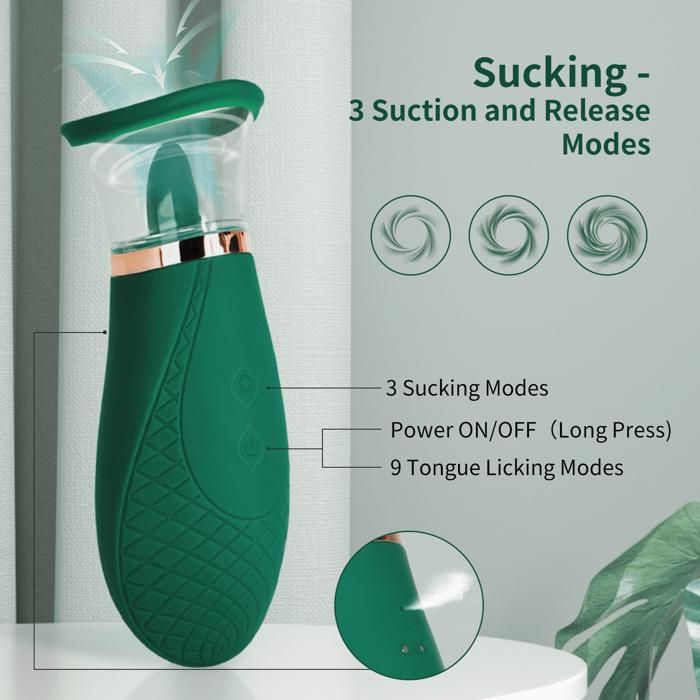 Sucking -
3 Suction and Release
Modes
3 Sucking Modes
Power ON/OFF（Long Press)
9 Tongue Licking Modes